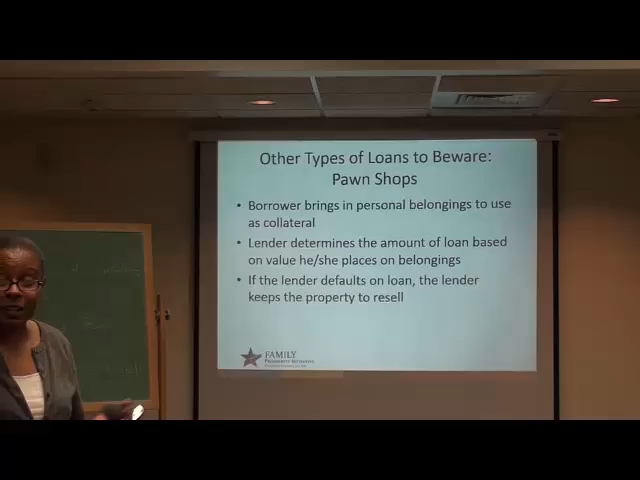 Other Types of Loans to Beware:
Pawn Shops
• Borrower brings in personal belongings to use
as collateral
• Lender determines the amount of loan based
on value he/she places on belongings
• If the lender defaults on loan, the lender
keeps the property to resell
FAMILY
PROSPERITY INITIATIVE